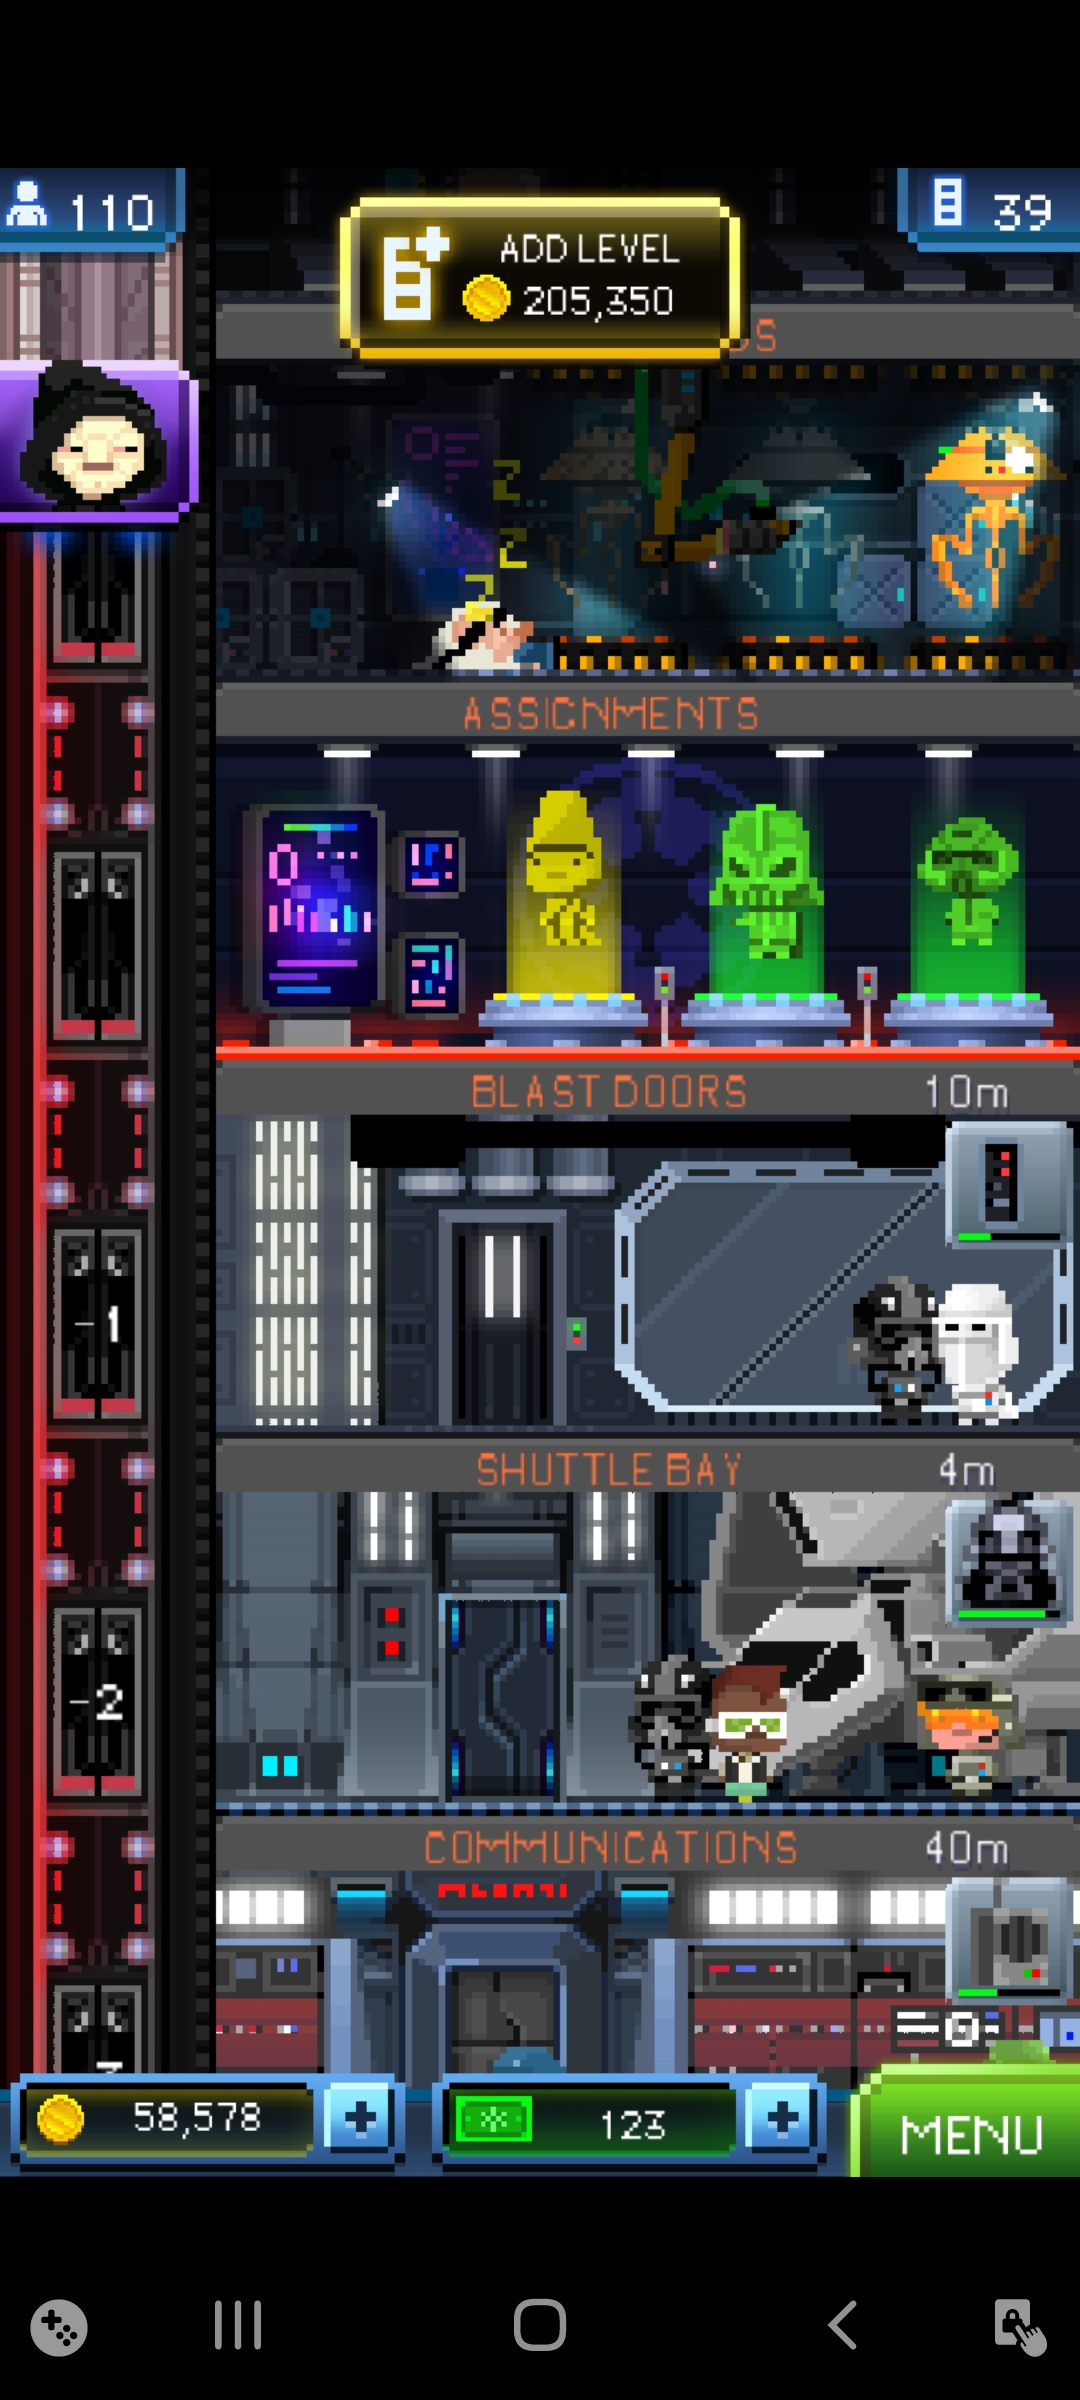 110
ADD LEVEL
39
205,350
ASSIGNMENTS
BLAST DOORS 10m
-1
SHUTTLE BAY 4m
-2
COMMUNICATIONS 40m
58,578
123
MENU